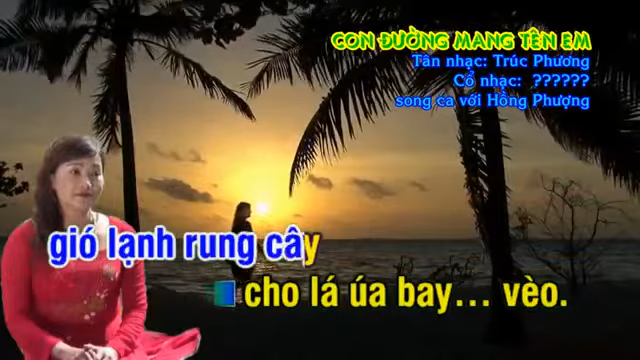 CON ĐƯỜNG MANG TÊN EM
Tân nhạc: Trúc Phương
Cổ nhạc: ??????
song ca với Hồng Phượng
gió lạnh rung cây
cho lá úa bay... vèo.